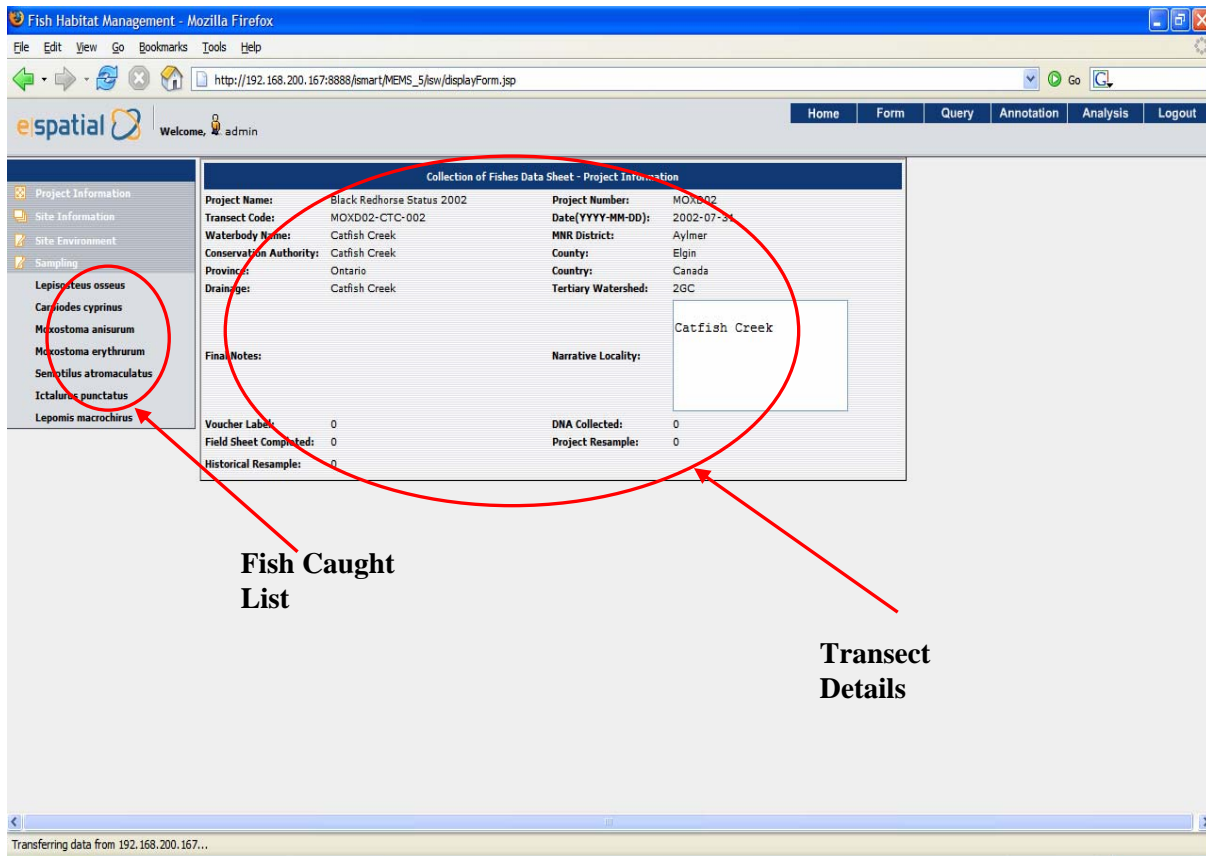 Fish Habitat Management - Mozilla Firefox
File Edit View Go Bookmarks Tools Help
http://192.168.200.167:8888/ismart/MEMS_5/isw/displayForm.jsp
Go
e|spatial Welcome, admin
Home Form Query Annotation Analysis Logout
Project Information
Site Information
Site Environment
Sampling
Lepisosteus osseus
Carpiodes cyprinus
Moxostoma anisurum
Moxostoma erythrurum
Semotilus atromaculatus
Ictalurus punctatus
Lepomis macrochirus
Collection of Fishes Data Sheet - Project Information
Project Name: Black Redhorse Status 2002 Project Number: MOXD02
Transect Code: MOXD02-CTC-002 Date(YYYY-MM-DD): 2002-07-31
Waterbody Name: Catfish Creek MNR District: Aylmer
Conservation Authority: Catfish Creek County: Elgin
Province: Ontario Country: Canada
Drainage: Catfish Creek Tertiary Watershed: 2GC
Catfish Creek
Final Notes: Narrative Locality:
Voucher Label: 0 DNA Collected: 0
Field Sheet Completed: 0 Project Resample: 0
Historical Resample: 0
Fish Caught
List
Transect
Details
Transferring data from 192.168.200.167...